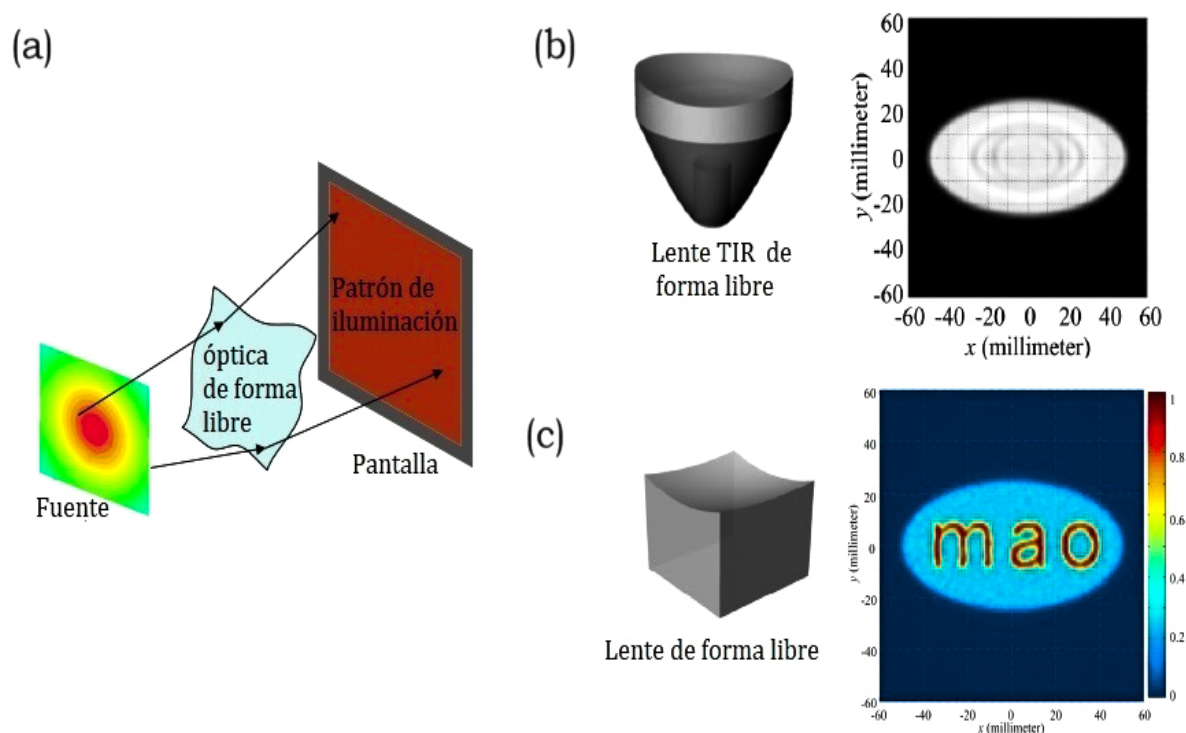 (a)
Patrón de
iluminación
óptica
de forma
libre
Pantalla
Fuente
(b)
Lente TIR de
forma libre
y (millimeter)
60
40
20
0
-20
-40
-60
-60 -40 -20 0 20 40 60
x (millimeter)
(c)
Lente de forma libre
y (millimeter)
60
40
20
0
-20
-40
-60
mao
-60 -40 -20 0 20 40 60
x (millimeter)
1
0.8
0.6
0.4
0.2
0